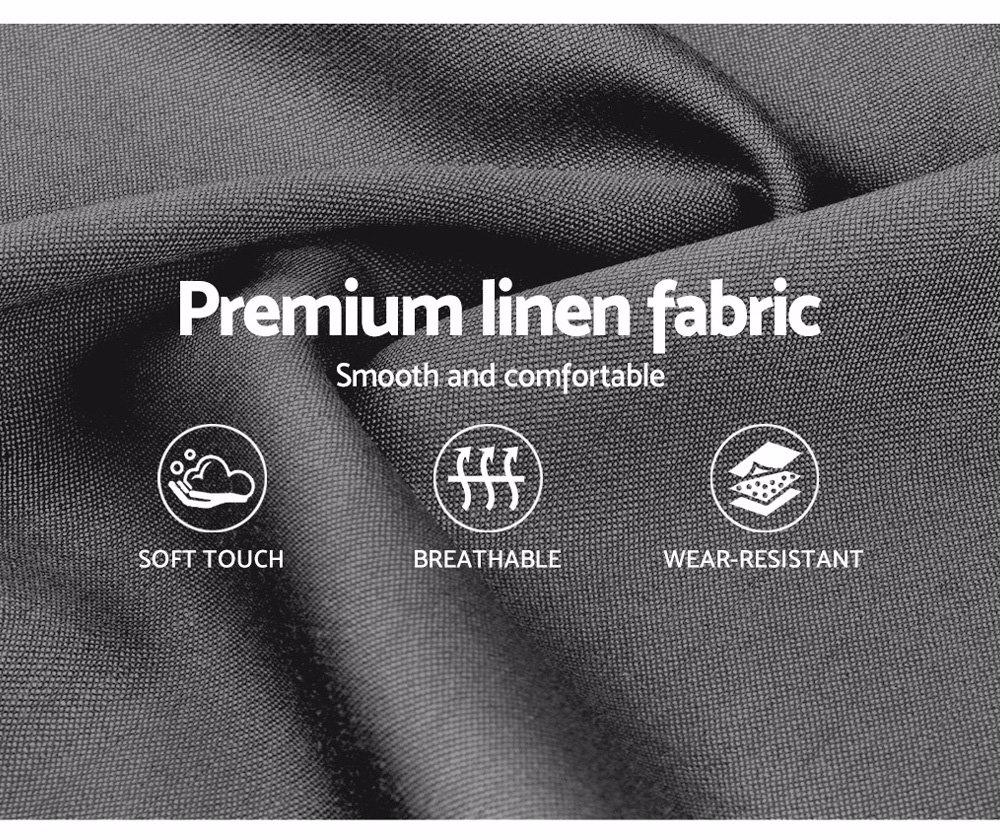 Premium linen fabric
Smooth and comfortable
SOFT TOUCH
BREATHABLE
WEAR-RESISTANT